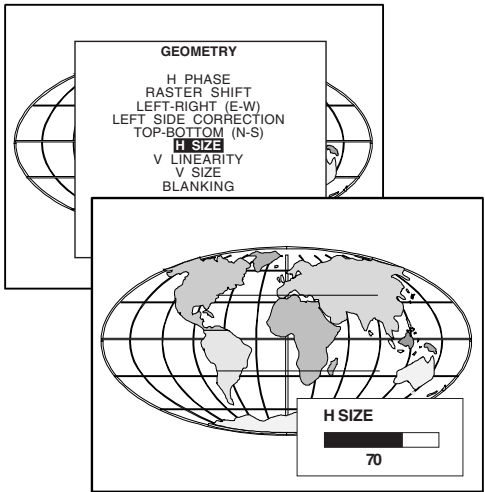 GEOMETRY
H PHASE
RASTER SHIFT
LEFT-RIGHT (E-W)
LEFT SIDE CORRECTION
TOP-BOTTOM (N-S)
H SIZE
V LINEARITY
V SIZE
BLANKING
H SIZE
70